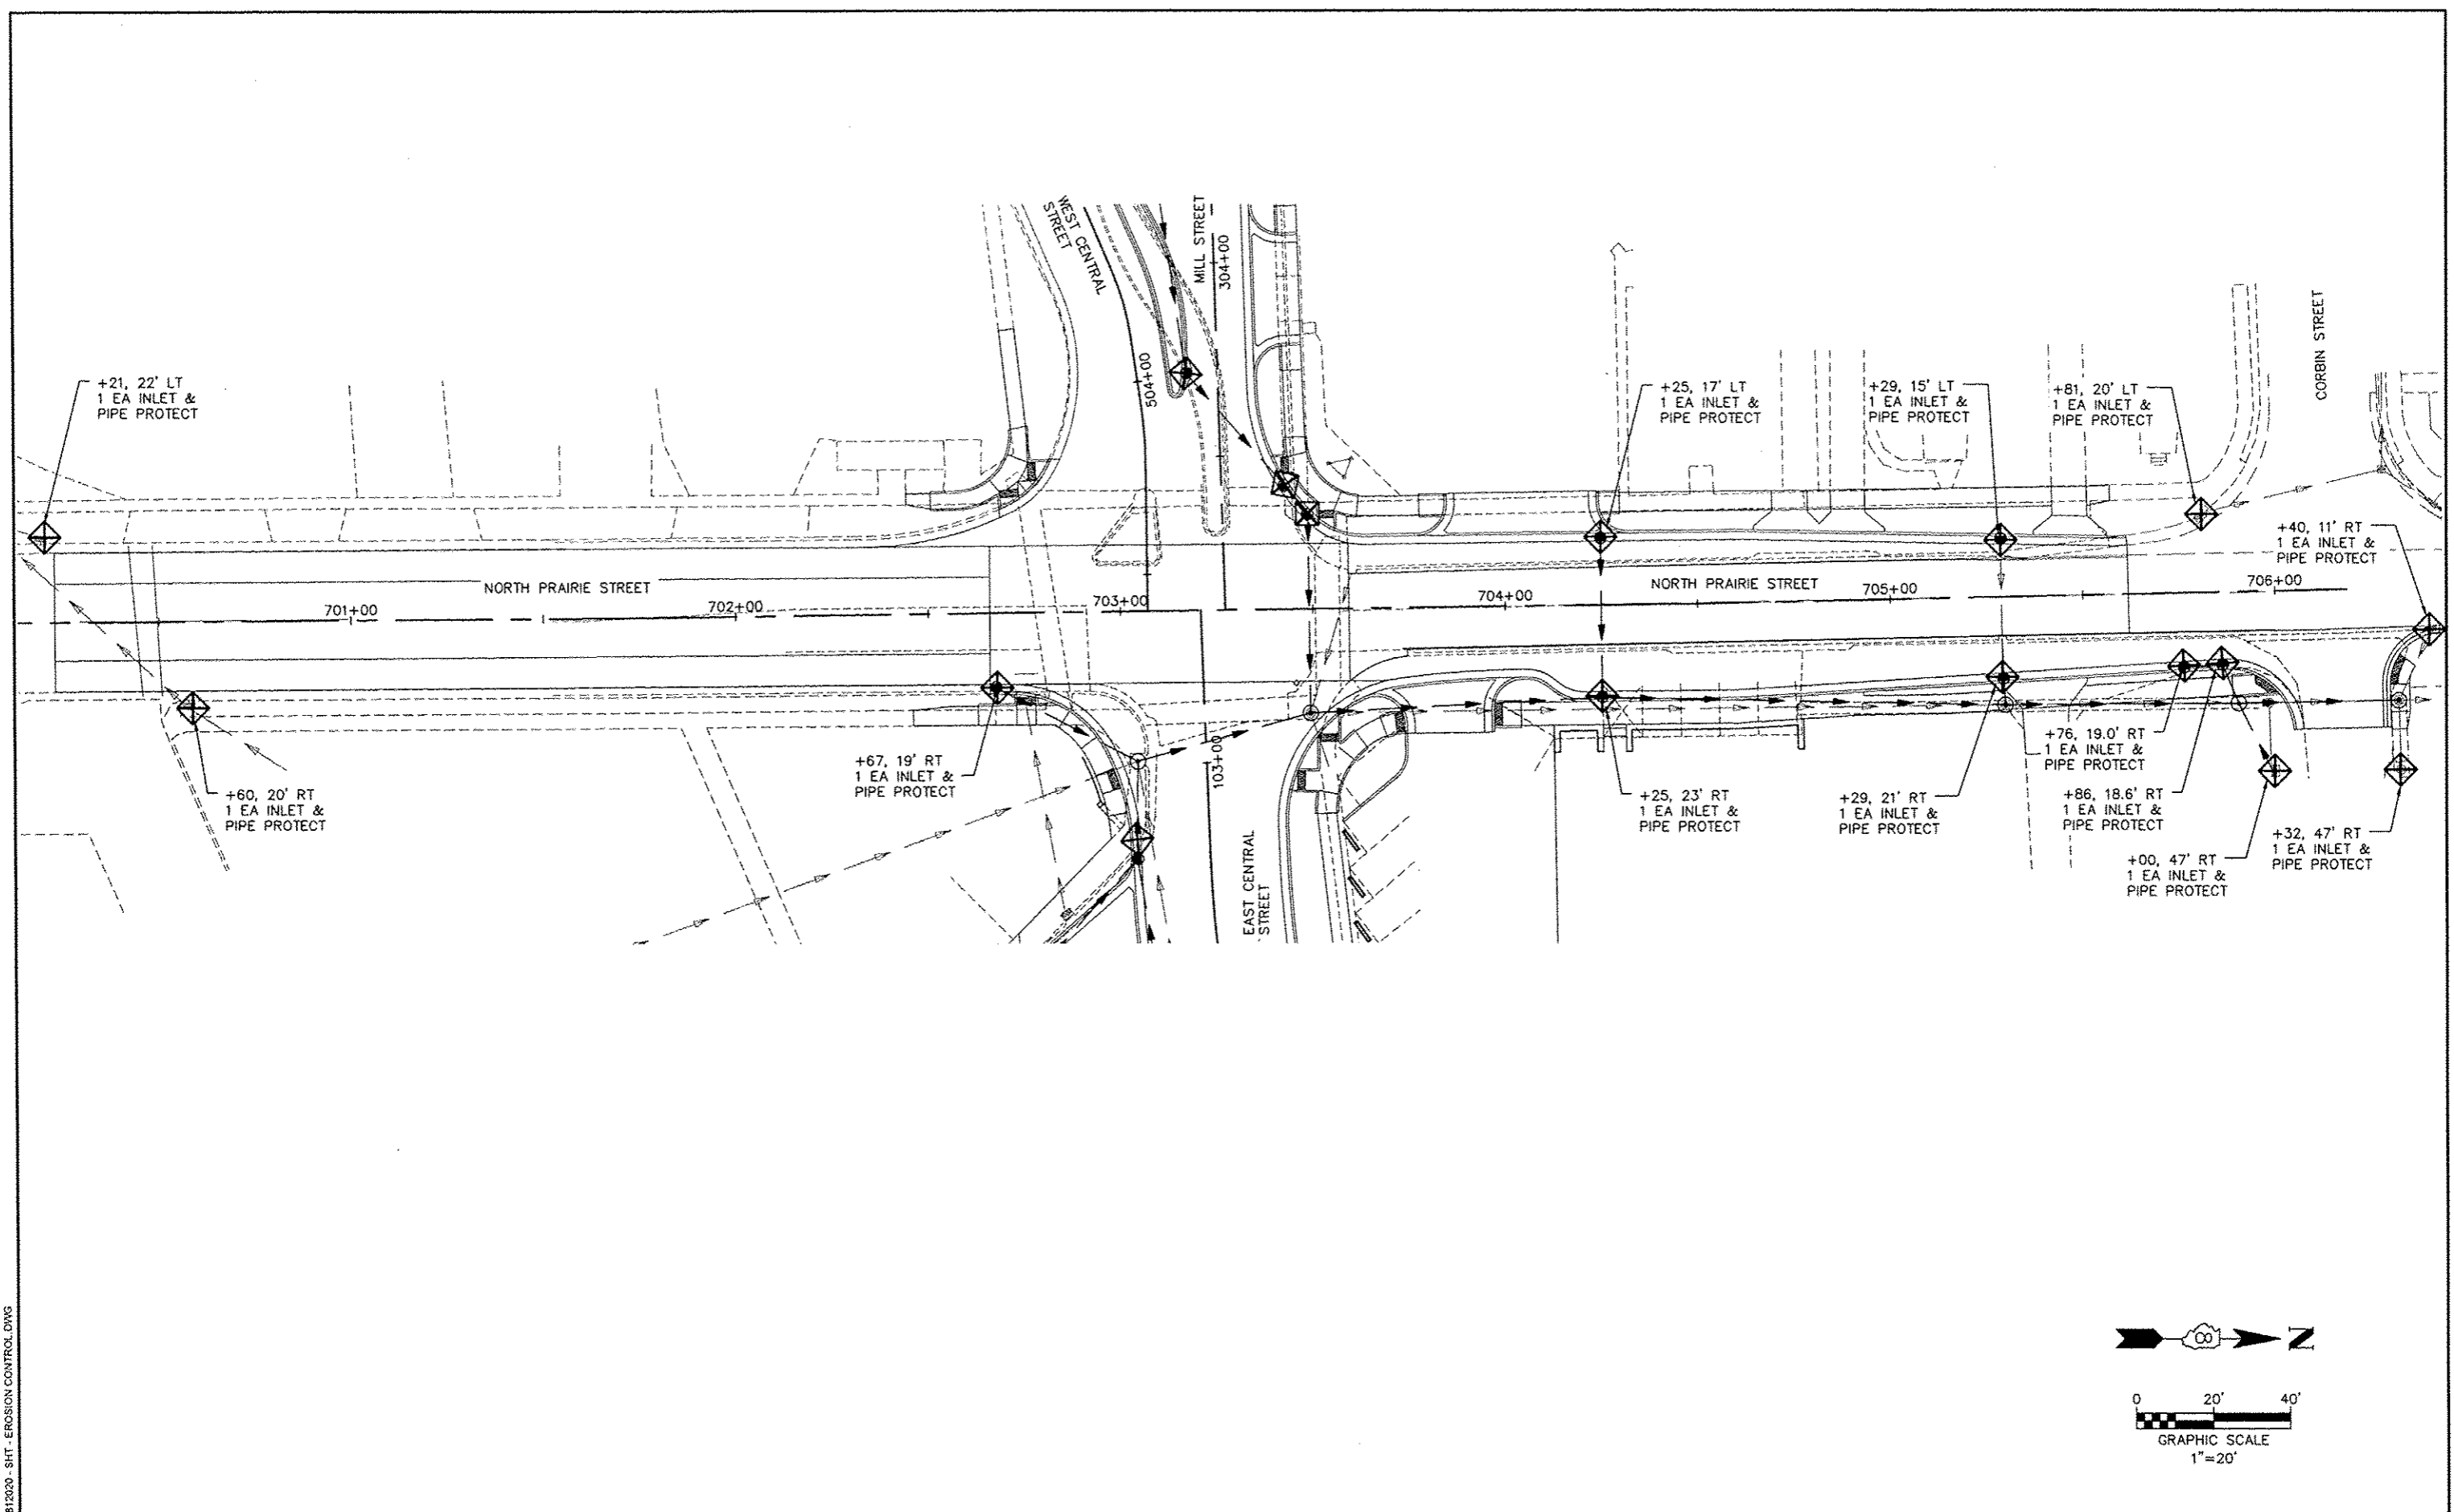 WEST CENTRAL
STREET
MILL STREET
304+00
504+00
CORBIN STREET
+21, 22' LT
1 EA INLET &
PIPE PROTECT
+25, 17' LT
1 EA INLET &
PIPE PROTECT
+29, 15' LT
1 EA INLET &
PIPE PROTECT
+81, 20' LT
1 EA INLET &
PIPE PROTECT
+40, 11' RT
1 EA INLET &
PIPE PROTECT
NORTH PRAIRIE STREET
NORTH PRAIRIE STREET
701+00
702+00
703+00
704+00
705+00
706+00
+60, 20' RT
1 EA INLET &
PIPE PROTECT
+67, 19' RT
1 EA INLET &
PIPE PROTECT
103+00
EAST CENTRAL
STREET
+25, 23' RT
1 EA INLET &
PIPE PROTECT
+29, 21' RT
1 EA INLET &
PIPE PROTECT
+76, 19.0' RT
1 EA INLET &
PIPE PROTECT
+86, 18.6' RT
1 EA INLET &
PIPE PROTECT
+00, 47' RT
1 EA INLET &
PIPE PROTECT
+32, 47' RT
1 EA INLET &
PIPE PROTECT
N
0 20' 40'
GRAPHIC SCALE
1"=20'
812020 - SHT - EROSION CONTROL.DWG